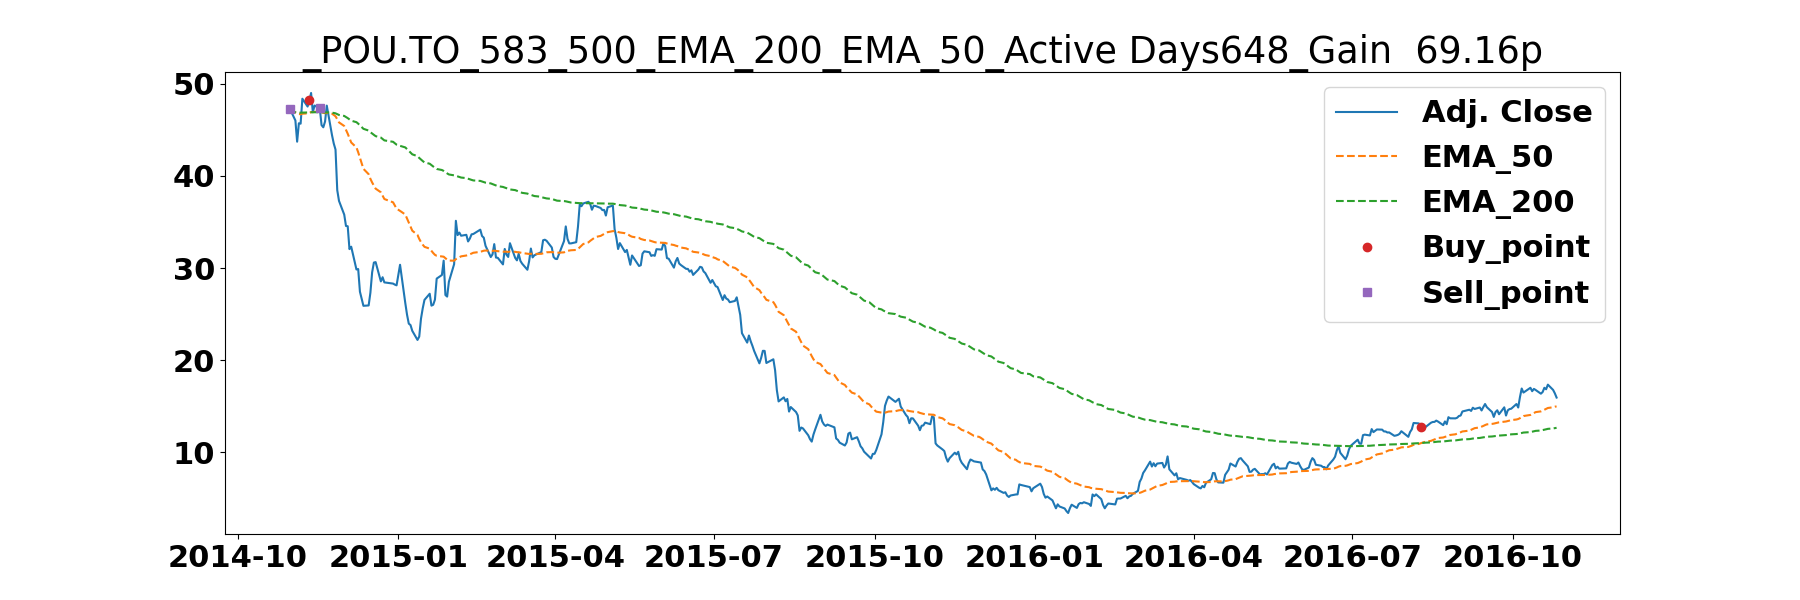 _POU.TO_583_500_EMA_200_EMA_50_Active Days648_Gain  69.16p
50
40
30
20
10
Adj. Close
EMA_50
EMA_200
Buy_point
Sell_point
2014-10 2015-01 2015-04 2015-07 2015-10 2016-01 2016-04 2016-07 2016-10